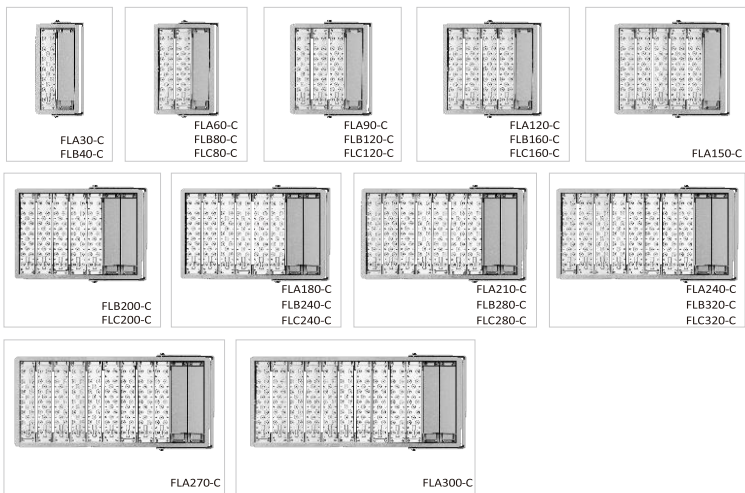 FLA30-C
FLB40-C
FLA60-C
FLB80-C
FLC80-C
FLA90-C
FLB120-C
FLC120-C
FLA120-C
FLB160-C
FLC160-C
FLA150-C
FLB200-C
FLC200-C
FLA180-C
FLB240-C
FLC240-C
FLA210-C
FLB280-C
FLC280-C
FLA240-C
FLB320-C
FLC320-C
FLA270-C
FLA300-C